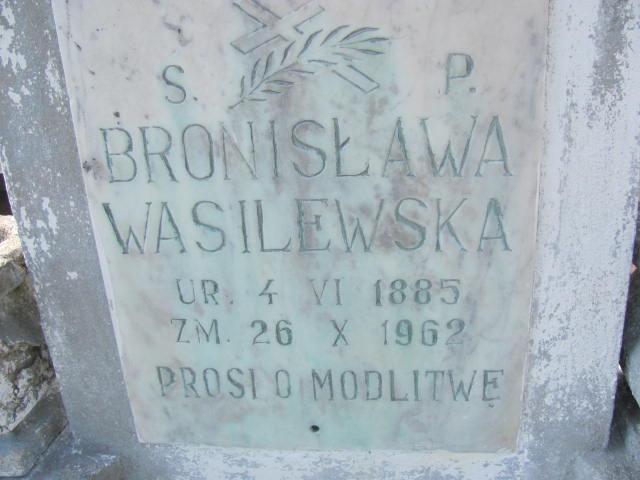 Ś. P.
BRONISŁAWA
WASILEWSKA
UR. 4 VI 1885
ZM. 26 X 1962
PROSI O MODLITWĘ